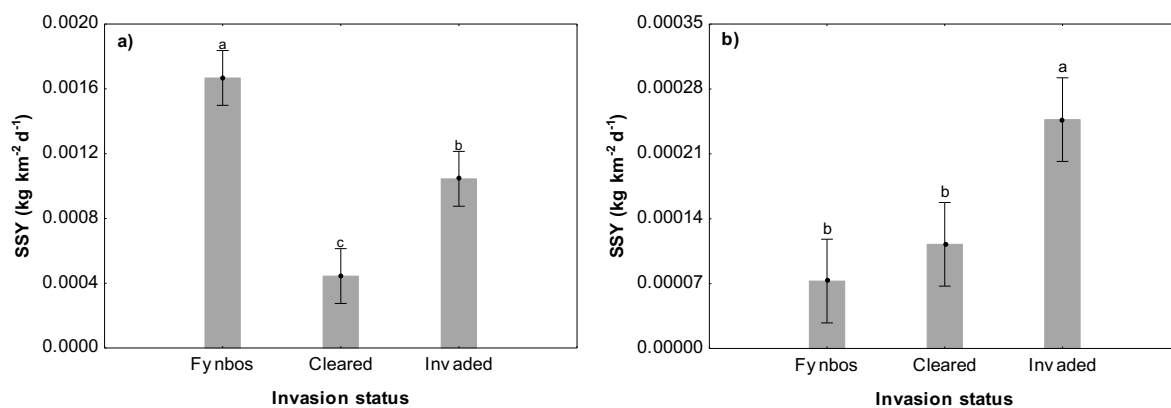 a)
SSY (kg km⁻² d⁻¹)
0.0020
0.0016
0.0012
0.0008
0.0004
0.0000
a
c
b
Fynbos
Cleared
Invaded
Invasion status
b)
SSY (kg km⁻² d⁻¹)
0.00035
0.00028
0.00021
0.00014
0.00007
0.00000
b
b
a
Fynbos
Cleared
Invaded
Invasion status